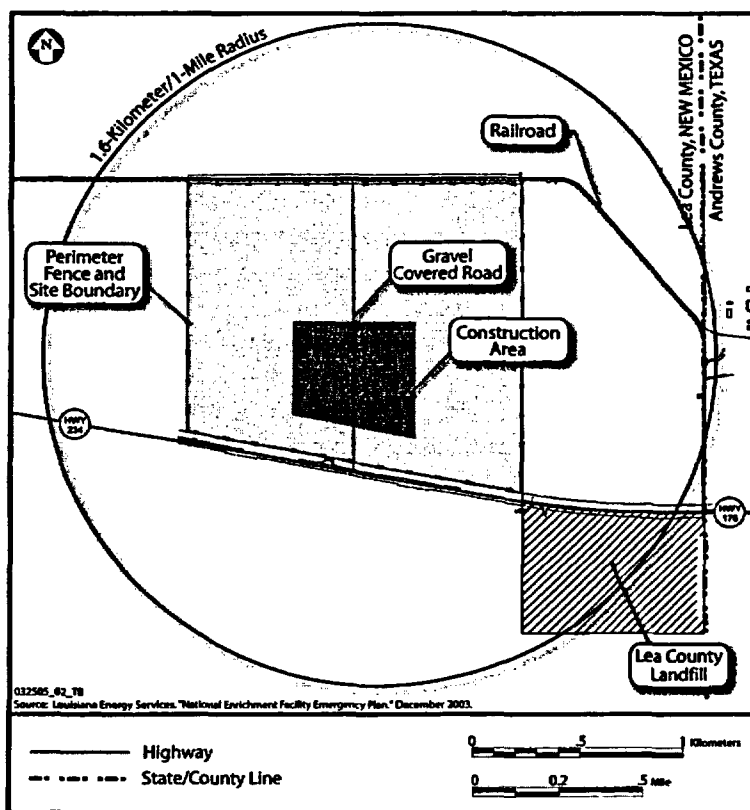 N
1.6-Kilometer/1-Mile Radius
Lea County, NEW MEXICO
Andrews County, TEXAS
Railroad
Perimeter
Fence and
Site Boundary
Gravel
Covered Road
Construction
Area
HWY
234
HWY
176
Lea County
Landfill
032505_02_TB
Source: Louisiana Energy Services. "National Enrichment Facility Emergency Plan." December 2003.
Highway
State/County Line
0 .5 1 Kilometers
0 0.2 .5 Mile